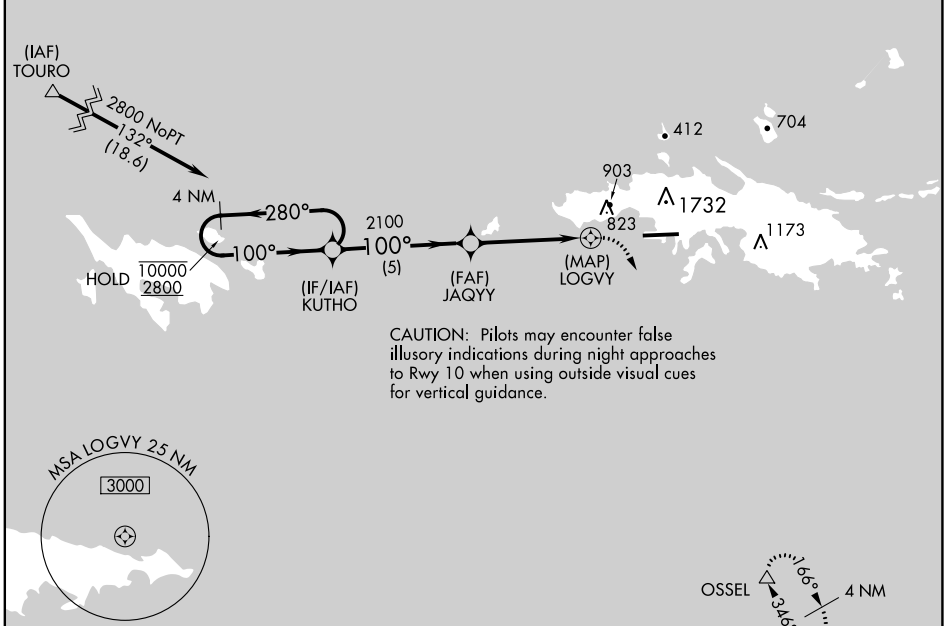 (IAF)
TOURO
2800 NoPT
132°
(18.6)
412
704
903
4 NM
280°
1732
823
2100
1173
100°
100°
(5)
HOLD
10000
2800
(IF/IAF)
KUTHO
(FAF)
JAQYY
(MAP)
LOGVY
CAUTION: Pilots may encounter false
illusory indications during night approaches
to Rwy 10 when using outside visual cues
for vertical guidance.
MSA LOGVY 25 NM
3000
OSSEL
166°
4 NM
346°